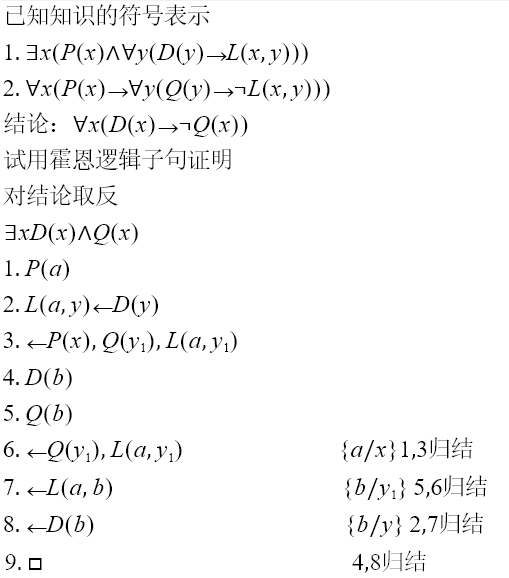 已知知识的符号表示
1. ∃x(P(x)∧∀y(D(y)→L(x,y)))
2. ∀x(P(x)→∀y(Q(y)→¬L(x,y)))
结论：∀x(D(x)→¬Q(x))
试用霍恩逻辑子句证明
对结论取反
∃xD(x)∧Q(x)
1. P(a)
2. L(a,y)←D(y)
3. ←P(x),Q(y₁),L(a,y₁)
4. D(b)
5. Q(b)
6. ←Q(y₁),L(a,y₁) {a/x}1,3归结
7. ←L(a,b) {b/y₁} 5,6归结
8. ←D(b) {b/y} 2,7归结
9. □ 4,8归结